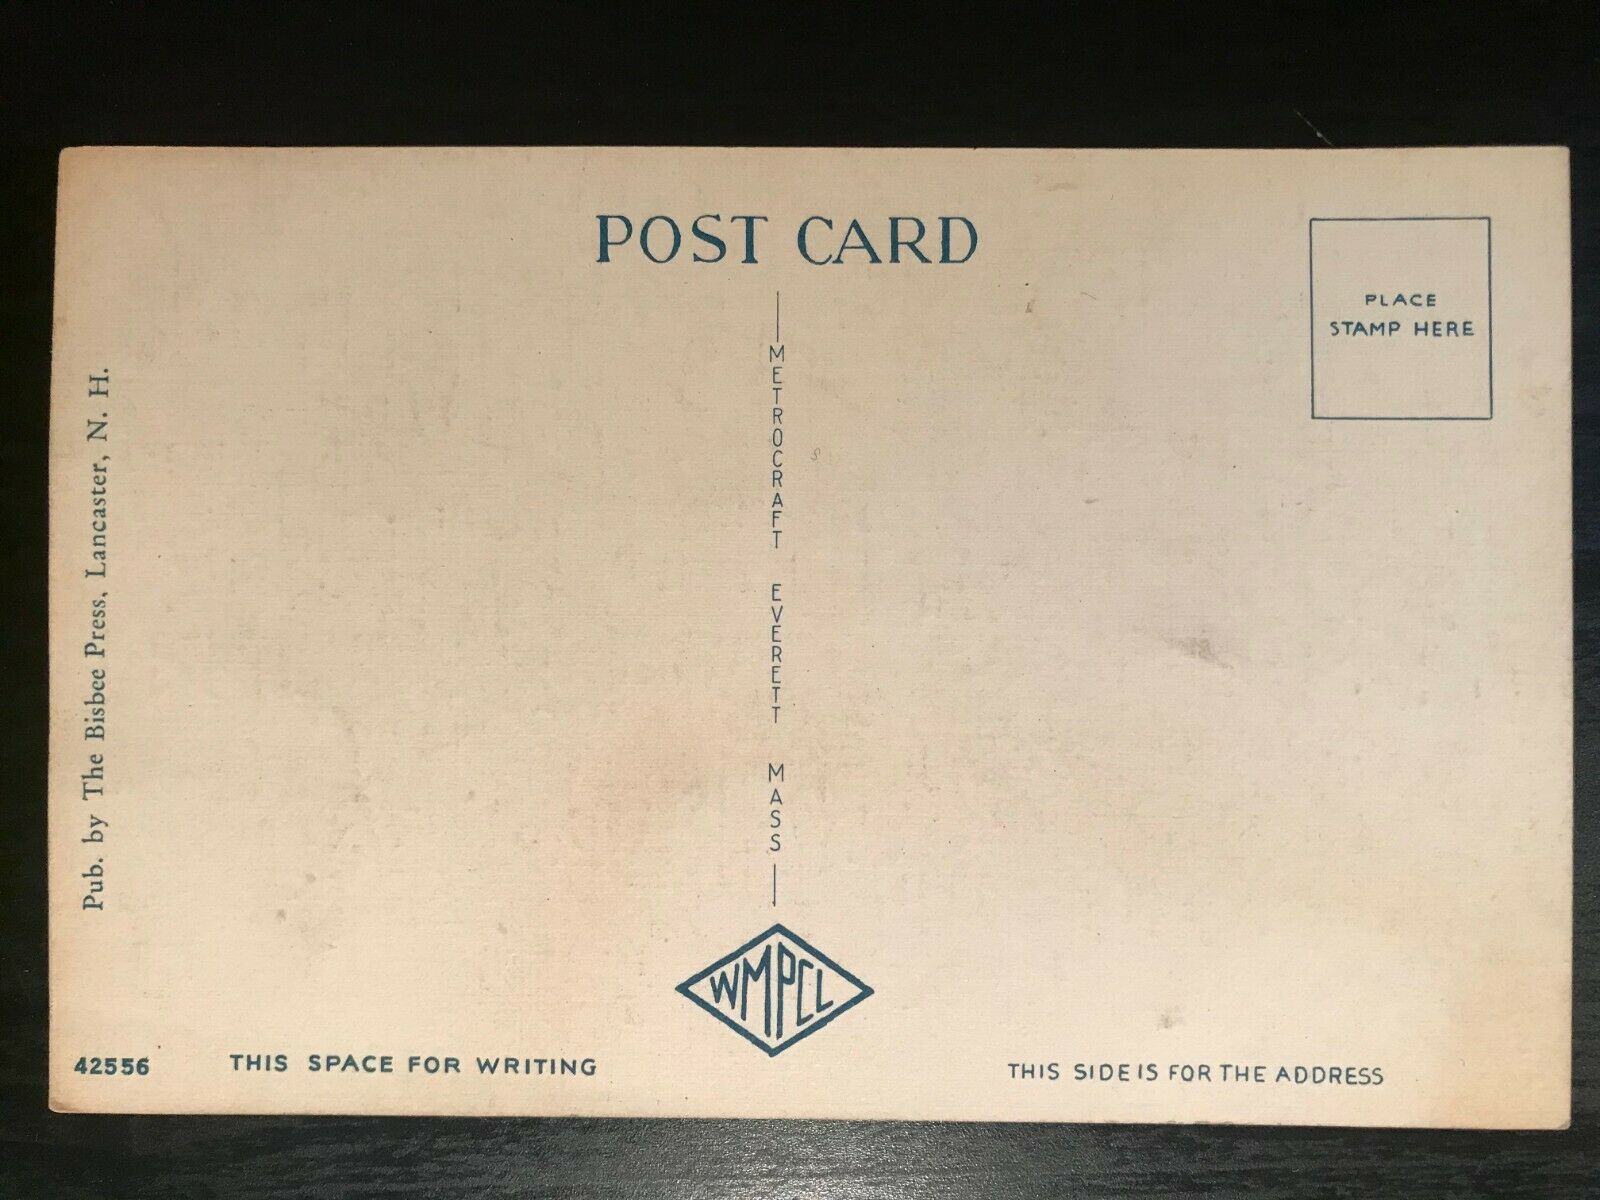 POST CARD
PLACE
STAMP HERE
METROCRAFT EVERETT MASS
Pub. by The Bisbee Press, Lancaster, N. H.
WMPCL
42556
THIS SPACE FOR WRITING
THIS SIDE IS FOR THE ADDRESS